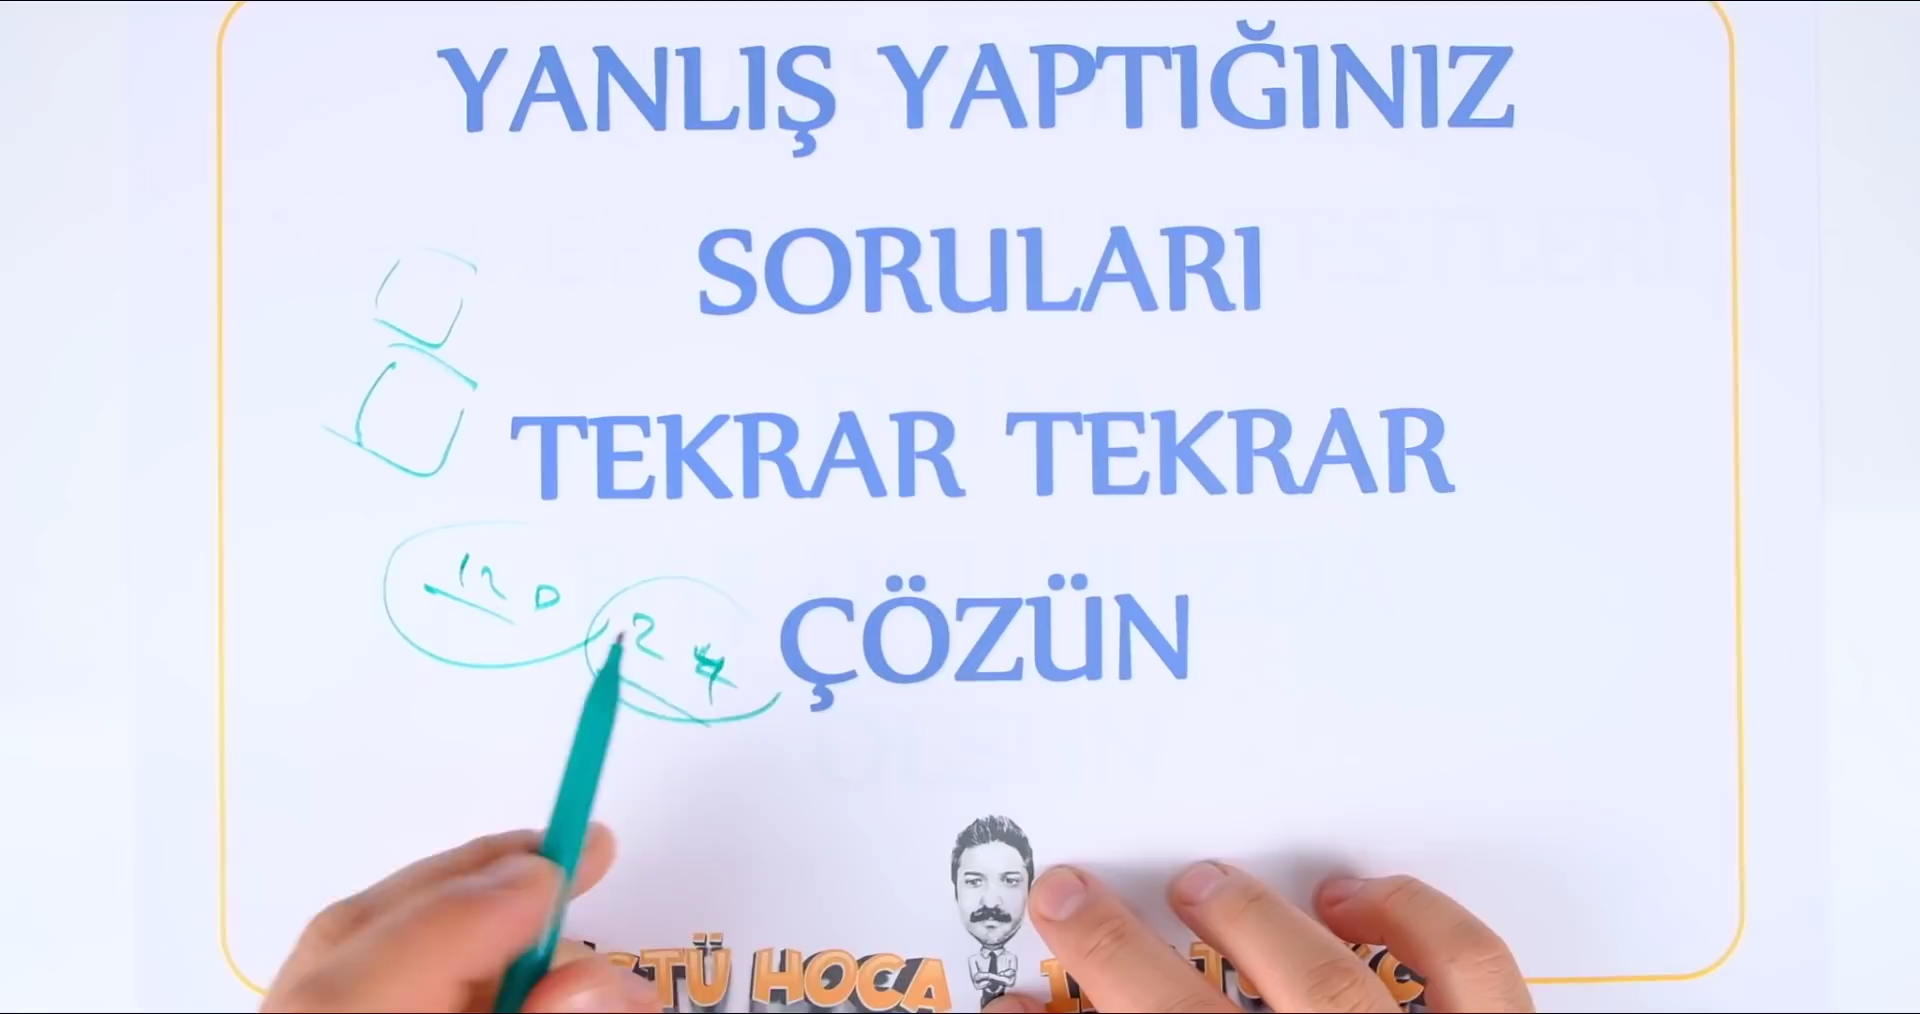 YANLIŞ YAPTIĞINIZ
SORULARI
TEKRAR TEKRAR
ÇÖZÜN
120
24
HOCA